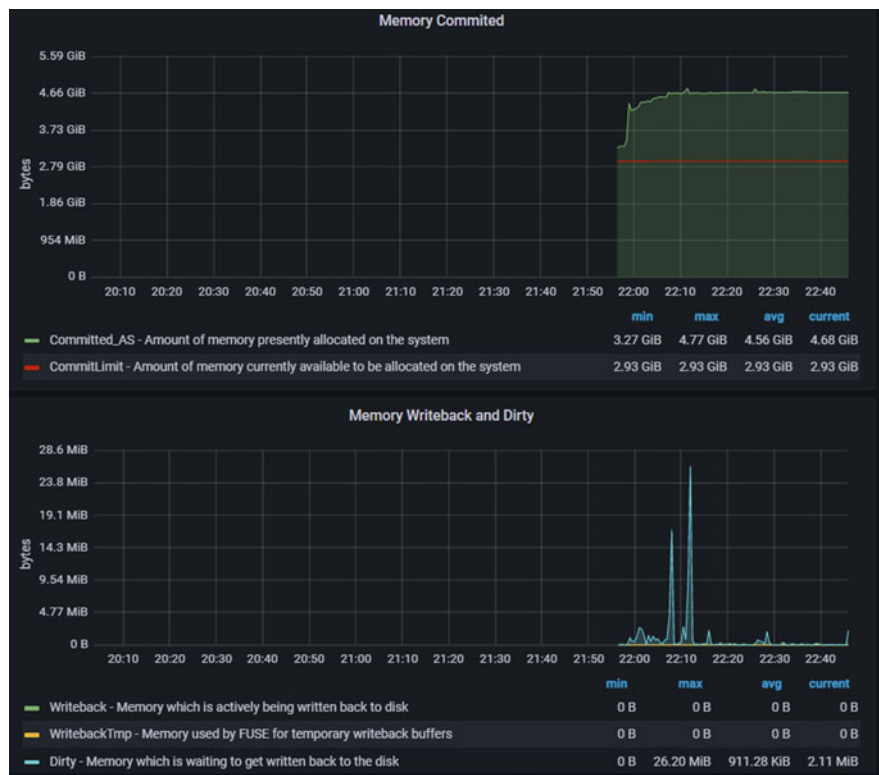 Memory Commited
5.59 GiB
4.66 GiB
3.73 GiB
2.79 GiB
1.86 GiB
954 MiB
0 B
bytes
20:10 20:20 20:30 20:40 20:50 21:00 21:10 21:20 21:30 21:40 21:50 22:00 22:10 22:20 22:30 22:40
min max avg current
Committed_AS - Amount of memory presently allocated on the system 3.27 GiB 4.77 GiB 4.56 GiB 4.68 GiB
CommitLimit - Amount of memory currently available to be allocated on the system 2.93 GiB 2.93 GiB 2.93 GiB 2.93 GiB
Memory Writeback and Dirty
28.6 MiB
23.8 MiB
19.1 MiB
14.3 MiB
9.54 MiB
4.77 MiB
0 B
bytes
20:10 20:20 20:30 20:40 20:50 21:00 21:10 21:20 21:30 21:40 21:50 22:00 22:10 22:20 22:30 22:40
min max avg current
Writeback - Memory which is actively being written back to disk 0 B 0 B 0 B 0 B
WritebackTmp - Memory used by FUSE for temporary writeback buffers 0 B 0 B 0 B 0 B
Dirty - Memory which is waiting to get written back to the disk 0 B 26.20 MiB 911.28 KiB 2.11 MiB